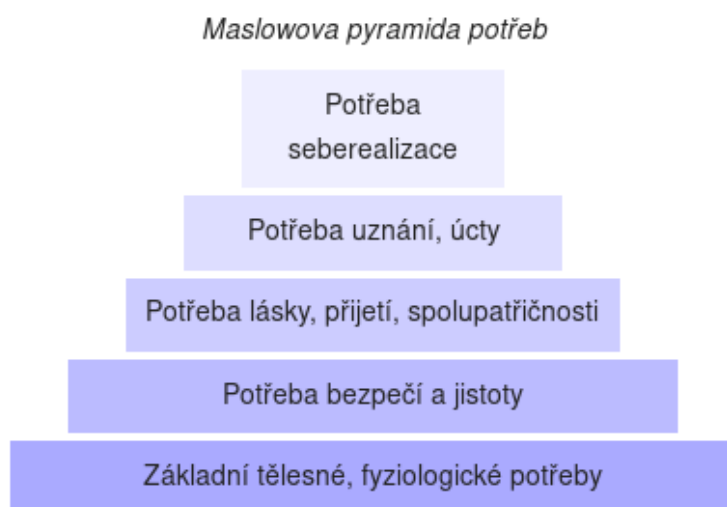 Maslowova pyramida potřeb
Potřeba
seberealizace
Potřeba uznání, úcty
Potřeba lásky, přijetí, spolupatřičnosti
Potřeba bezpečí a jistoty
Základní tělesné, fyziologické potřeby